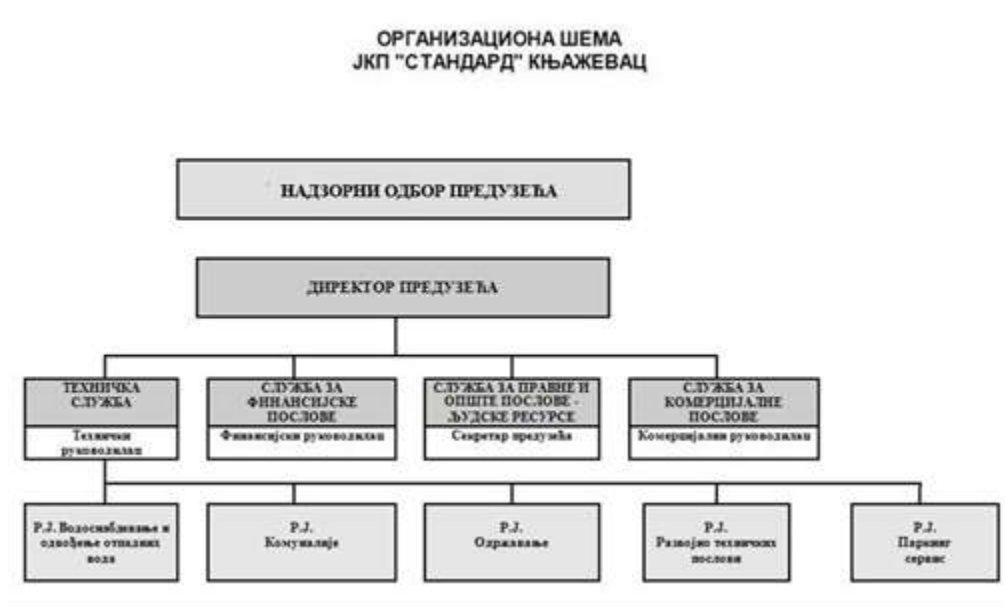 ОРГАНИЗАЦИОНА ШЕМА
ЈКП "СТАНДАРД" КЊАЖЕВАЦ
НАДЗОРНИ ОДБОР ПРЕДУЗЕЋА
ДИРЕКТОР ПРЕДУЗЕЋА
ТЕХНИЧКА
СЛУЖБА
Технички
руководилац
СЛУЖБА ЗА
ФИНАНСИЈСКЕ
ПОСЛОВЕ
Финансијски руководилац
СЛУЖБА ЗА ПРАВНЕ И
ОПШТЕ ПОСЛОВЕ -
ЉУДСКЕ РЕСУРСЕ
Секретар предузећа
СЛУЖБА ЗА
КОМЕРЦИЈАЛНЕ
ПОСЛОВЕ
Комерцијални руководилац
Р.Ј. Водоснабдевање и
одвођење отпадних
вода
Р.Ј.
Комуналије
Р.Ј.
Одржавање
Р.Ј.
Развојно техничких
послови
Р.Ј.
Паркинг
сервис